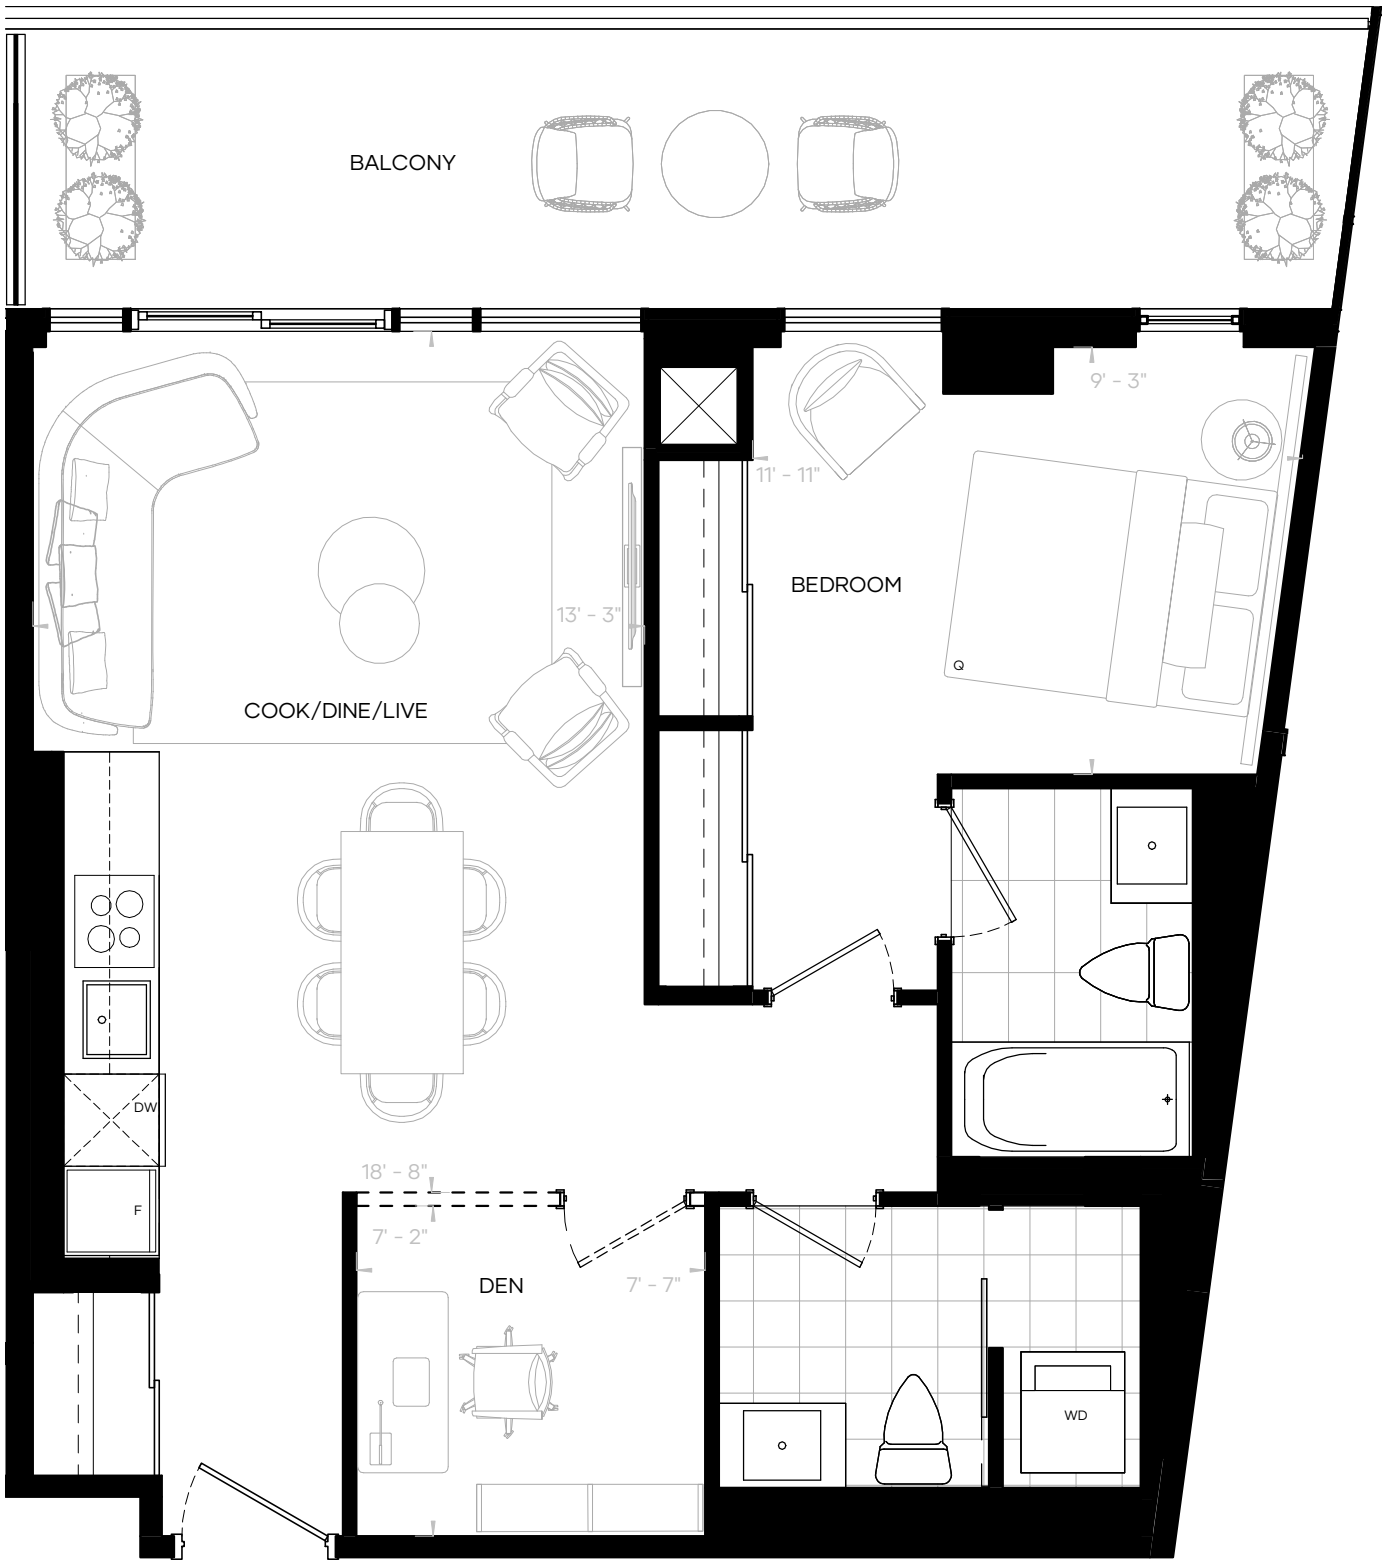 BALCONY
9' - 3"
11' - 11"
BEDROOM
13' - 3"
Q
COOK/DINE/LIVE
DW
18' - 8"
F
7' - 2"
DEN
7' - 7"
WD